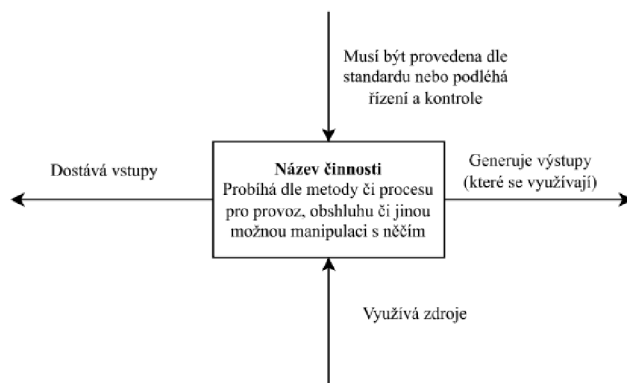 Musí být provedena dle
standardu nebo podléhá
řízení a kontrole
Dostává vstupy
Název činnosti
Probíhá dle metody či procesu
pro provoz, obshluhu či jinou
možnou manipulaci s něčím
Generuje výstupy
(které se využívají)
Využívá zdroje